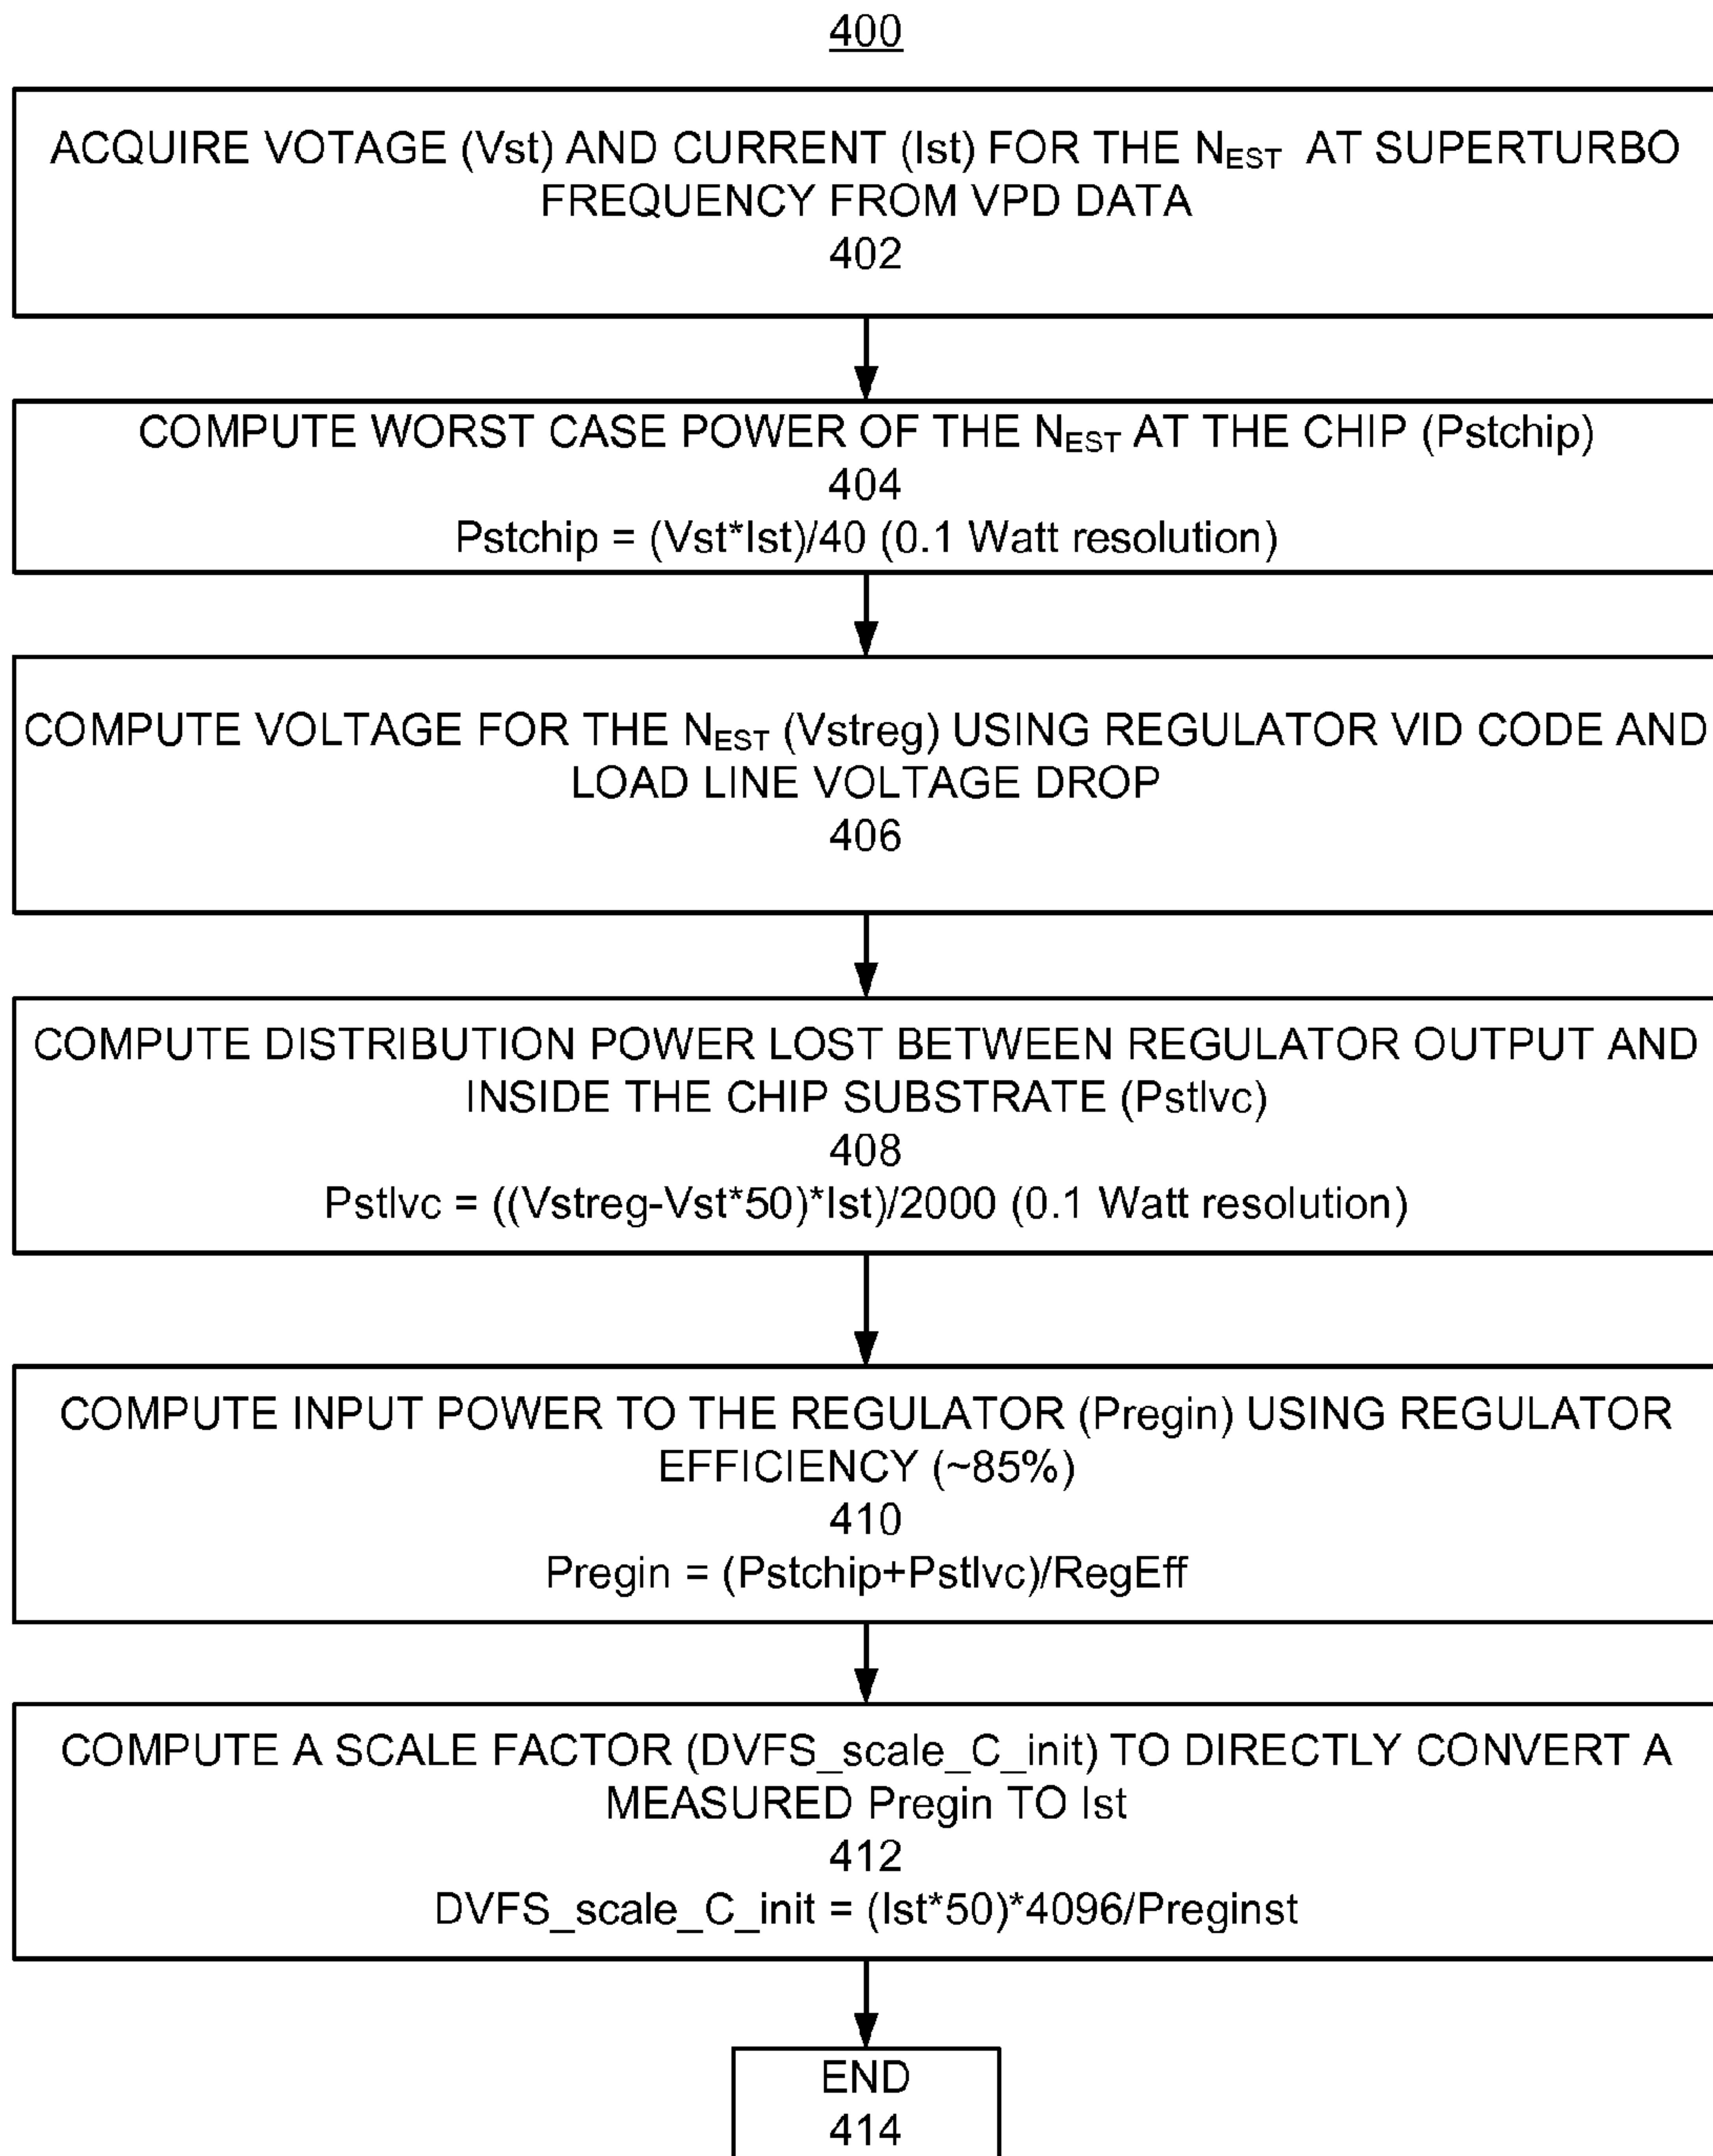 400
ACQUIRE VOTAGE (Vst) AND CURRENT (Ist) FOR THE NEST AT SUPERTURBO
FREQUENCY FROM VPD DATA
402
COMPUTE WORST CASE POWER OF THE NEST AT THE CHIP (Pstchip)
404
Pstchip = (Vst*Ist)/40 (0.1 Watt resolution)
COMPUTE VOLTAGE FOR THE NEST (Vstreg) USING REGULATOR VID CODE AND
LOAD LINE VOLTAGE DROP
406
COMPUTE DISTRIBUTION POWER LOST BETWEEN REGULATOR OUTPUT AND
INSIDE THE CHIP SUBSTRATE (Pstlvc)
408
Pstlvc = ((Vstreg-Vst*50)*Ist)/2000 (0.1 Watt resolution)
COMPUTE INPUT POWER TO THE REGULATOR (Pregin) USING REGULATOR
EFFICIENCY (~85%)
410
Pregin = (Pstchip+Pstlvc)/RegEff
COMPUTE A SCALE FACTOR (DVFS_scale_C_init) TO DIRECTLY CONVERT A
MEASURED Pregin TO Ist
412
DVFS_scale_C_init = (Ist*50)*4096/Preginst
END
414